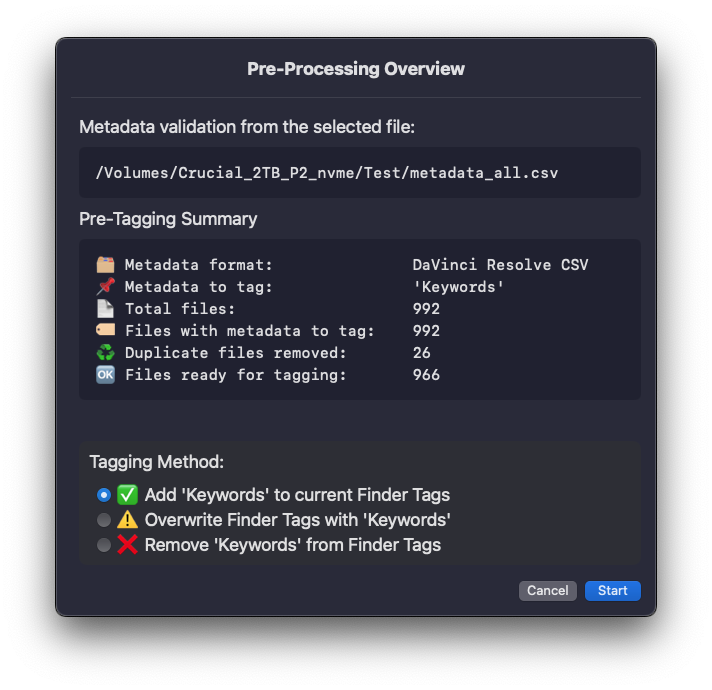 Pre-Processing Overview
Metadata validation from the selected file:
/Volumes/Crucial_2TB_P2_nvme/Test/metadata_all.csv
Pre-Tagging Summary
Metadata format: DaVinci Resolve CSV
Metadata to tag: 'Keywords'
Total files: 992
Files with metadata to tag: 992
Duplicate files removed: 26
OK Files ready for tagging: 966
Tagging Method:
Add 'Keywords' to current Finder Tags
Overwrite Finder Tags with 'Keywords'
Remove 'Keywords' from Finder Tags
Cancel Start